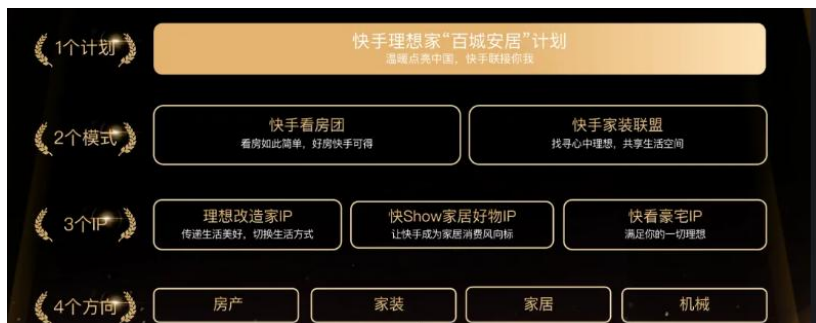 1个计划
快手理想家“百城安居”计划
温暖点亮中国,快手联接你我
2个模式
快手看房团
看房如此简单,好房快手可得
快手家装联盟
找寻心中理想,共享生活空间
3个IP
理想改造家IP
传递生活美好,切换生活方式
快Show家居好物IP
让快手成为家居消费风向标
快看豪宅IP
满足你的一切理想
4个方向
房产
家装
家居
机械